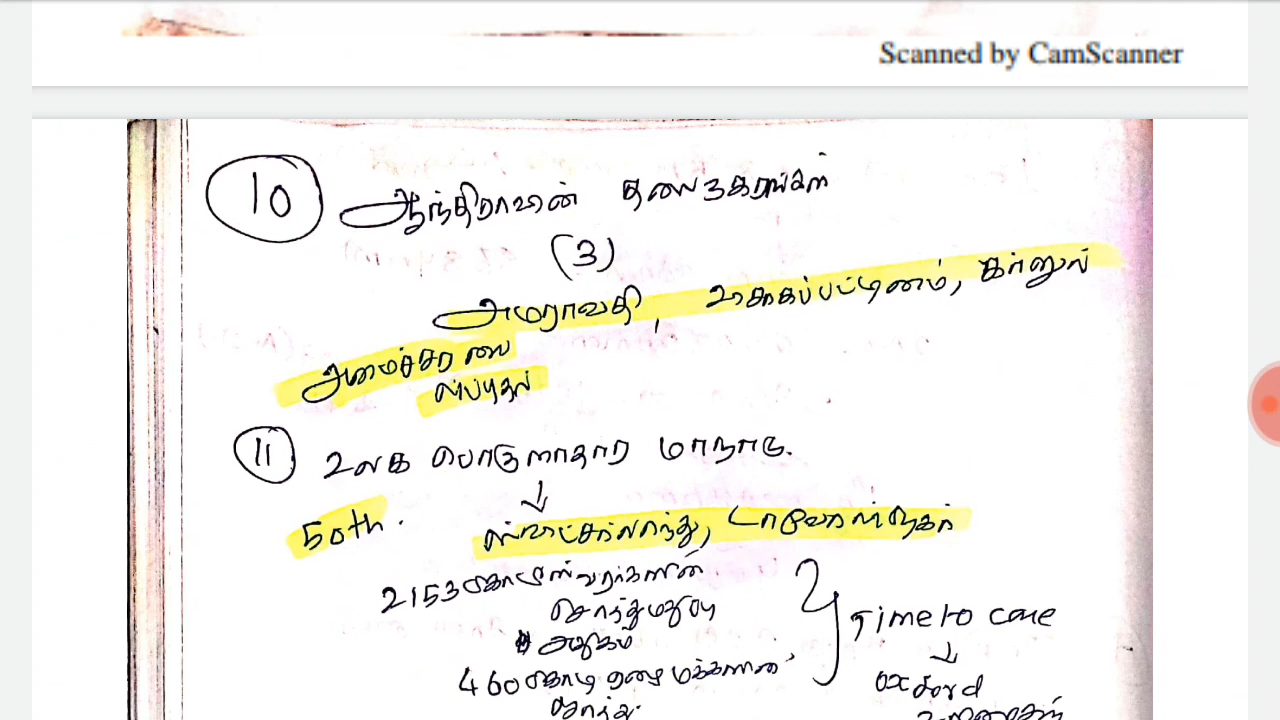 Scanned by CamScanner
10 ஆந்திராவின் தலைநகரங்கள்
(3)
அமராவதி, விசாகப்பட்டினம், கர்னூல்
அமைச்சரவை
ஒப்புதல்
11 உலக பொருளாதார மாநாடு.
50th. ஸ்விட்சர்லாந்து, டாவோஸ் நகர்
2153 கோடீஸ்வரர்களின்
சொத்து மதிப்பு
அதிகம்
Time to care
460 கோடி ஏழை மக்களின்
oxford
சொத்து